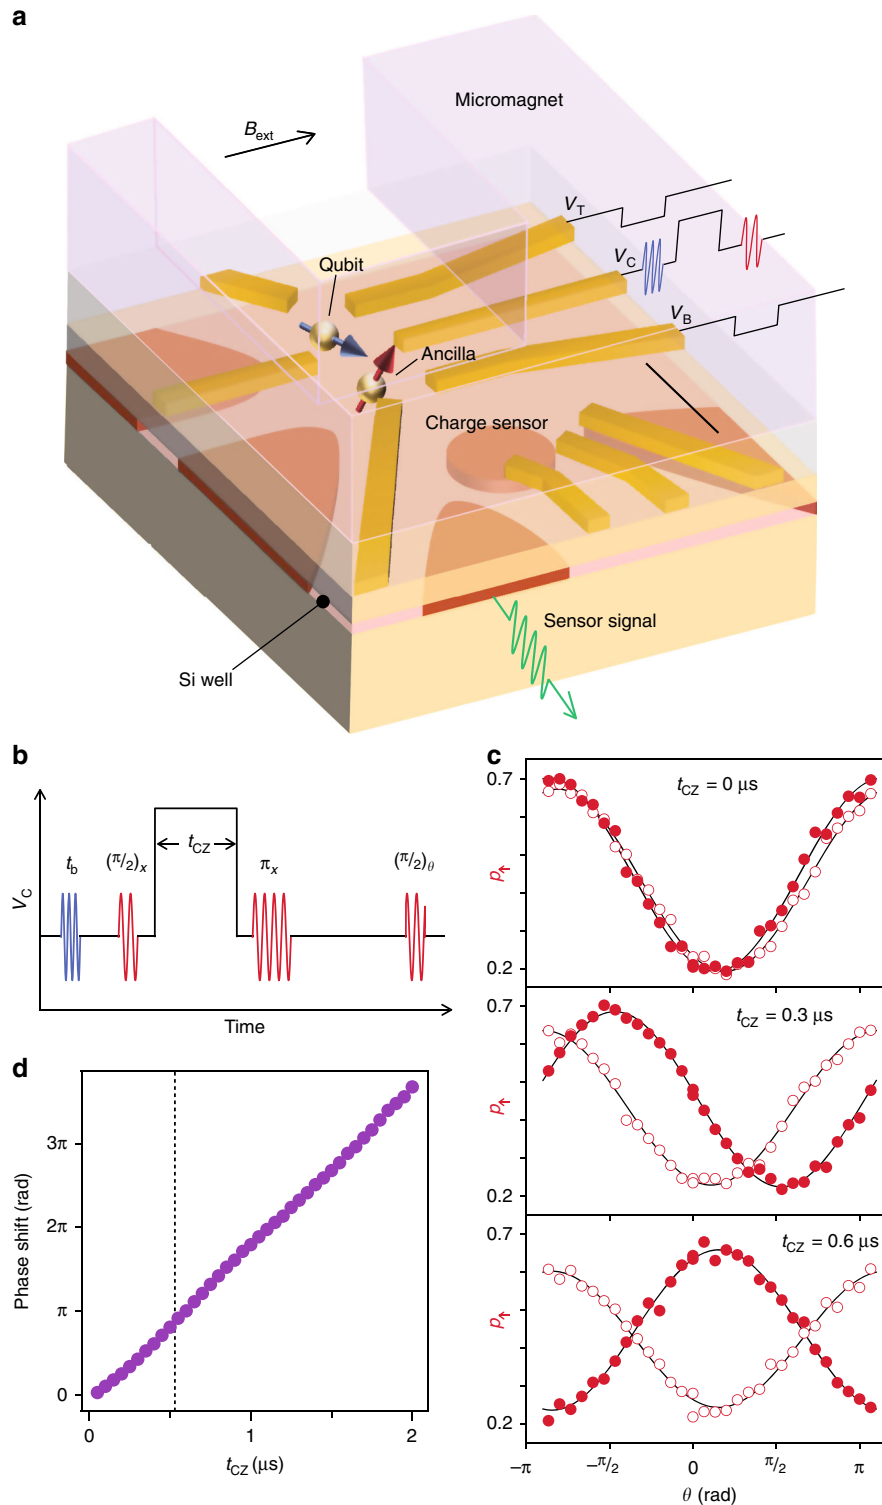 a
Micromagnet
B_ext
V_T
V_C
V_B
Qubit
Ancilla
Charge sensor
Sensor signal
Si well
b
V_C
t_b
(π/2)_x
t_CZ
π_x
(π/2)_θ
Time
c
0.7
t_CZ = 0 μs
p_↑
0.2
0.7
t_CZ = 0.3 μs
p_↑
0.2
0.7
t_CZ = 0.6 μs
p_↑
0.2
−π
−π/2
0
π/2
π
θ (rad)
d
Phase shift (rad)
3π
2π
π
0
0
1
2
t_CZ (μs)